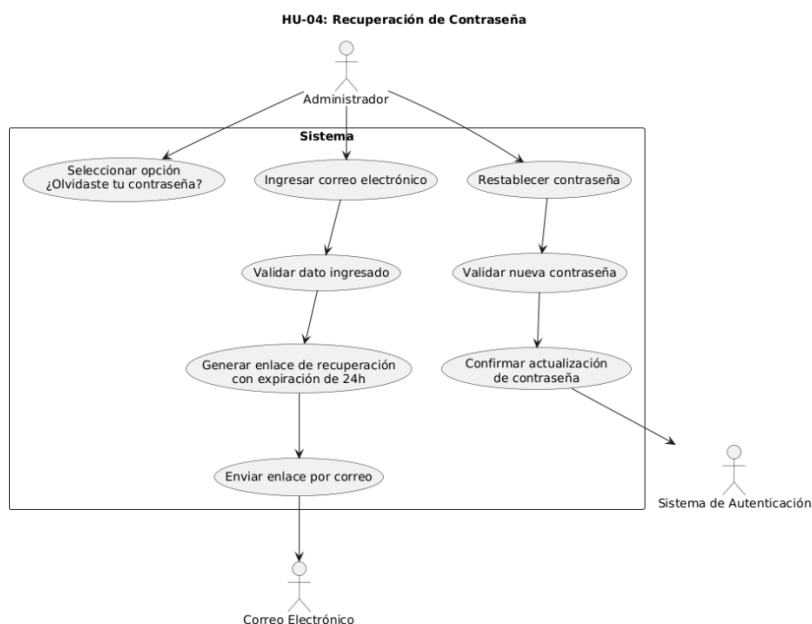 HU-04: Recuperación de Contraseña
Administrador
Sistema
Seleccionar opción
¿Olvidaste tu contraseña?
Ingresar correo electrónico
Restablecer contraseña
Validar dato ingresado
Validar nueva contraseña
Generar enlace de recuperación
con expiración de 24h
Confirmar actualización
de contraseña
Enviar enlace por correo
Sistema de Autenticación
Correo Electrónico